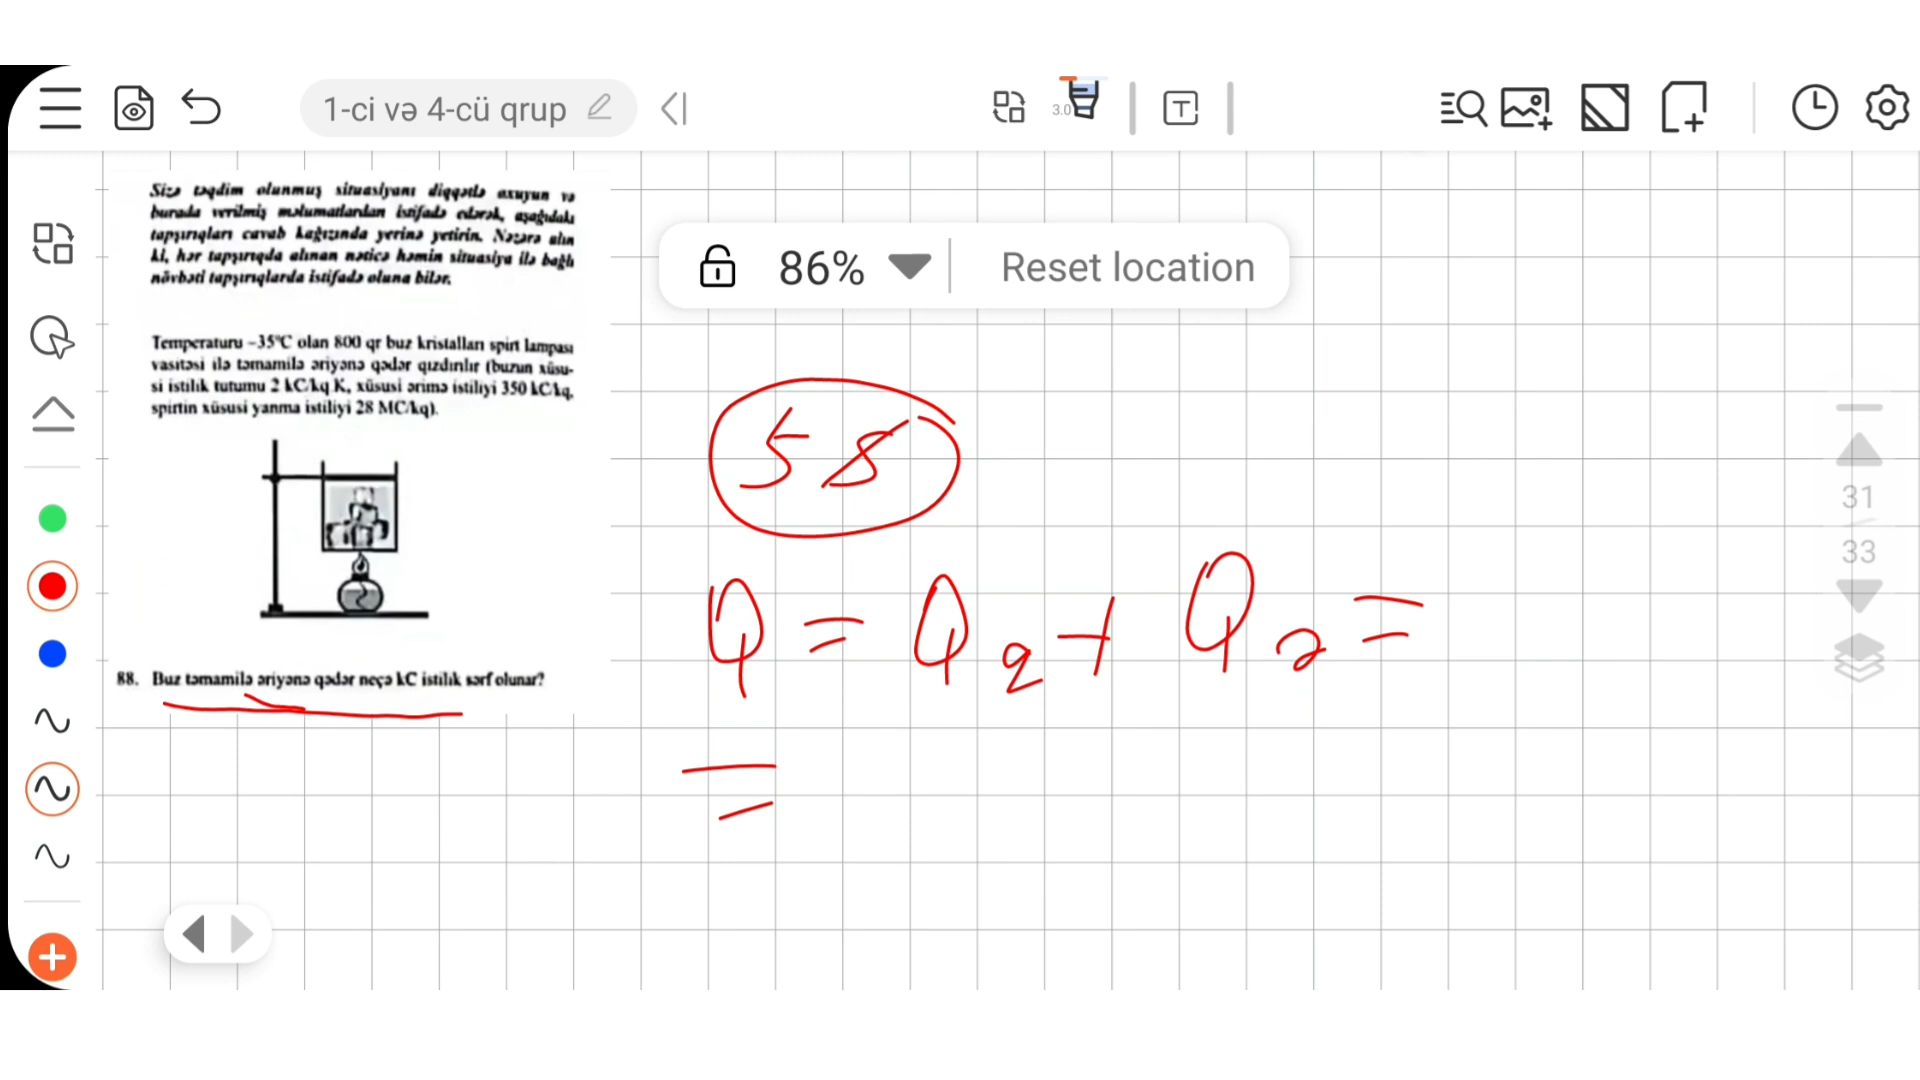 1-ci və 4-cü qrup
3.0
T
Sizə təqdim olunmuş situasiyanı diqqətlə oxuyun və
burada verilmiş məlumatlardan istifadə edərək, aşağıdakı
tapşırıqları cavab kağızında yerinə yetirin. Nəzərə alın
ki, hər tapşırıqda alınan nəticə həmin situasiya ilə bağlı
növbəti tapşırıqlarda istifadə oluna bilər.
86%
Reset location
Temperaturu –35°C olan 800 qr buz kristalları spirt lampası
vasitəsi ilə tamamilə əriyənə qədər qızdırılır (buzun xüsu-
si istilik tutumu 2 kC/kq K, xüsusi ərimə istiliyi 350 kC/kq,
spirtin xüsusi yanma istiliyi 28 MC/kq).
58
31
33
Q = Q q + Q ə =
=
88. Buz tamamilə əriyənə qədər neçə kC istilik sərf olunar?